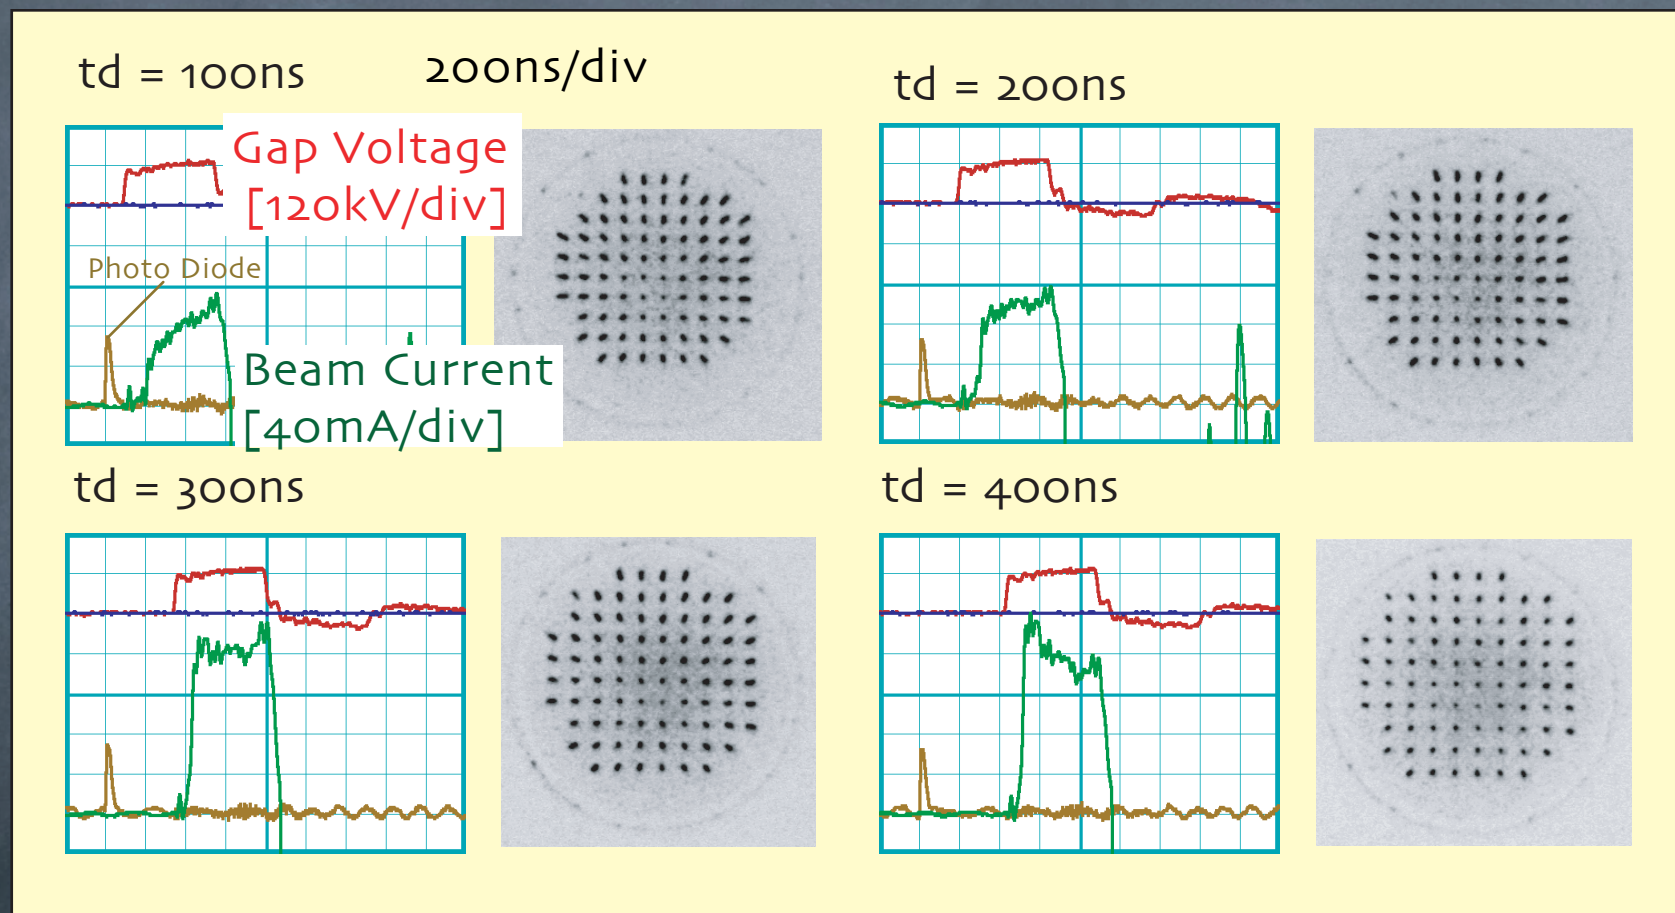 td = 100ns
200ns/div
td = 200ns
Gap Voltage
[120kV/div]
Photo Diode
Beam Current
[40mA/div]
td = 300ns
td = 400ns